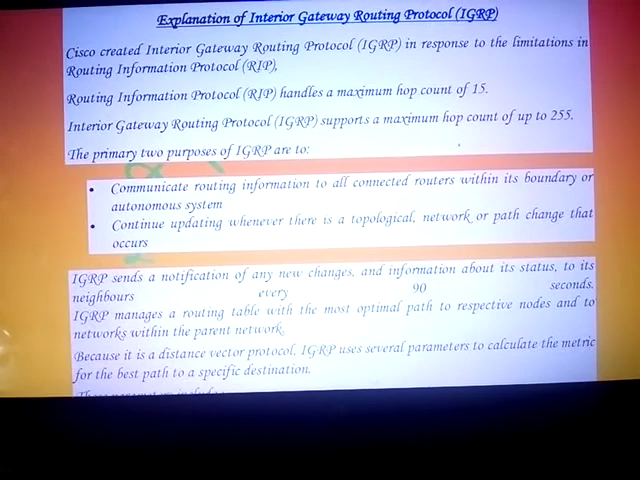 Explanation of Interior Gateway Routing Protocol (IGRP)
Cisco created Interior Gateway Routing Protocol (IGRP) in response to the limitations in
Routing Information Protocol (RIP),
Routing Information Protocol (RIP) handles a maximum hop count of 15.
Interior Gateway Routing Protocol (IGRP) supports a maximum hop count of up to 255.
The primary two purposes of IGRP are to:
• Communicate routing information to all connected routers within its boundary or
autonomous system
• Continue updating whenever there is a topological, network or path change that
occurs
IGRP sends a notification of any new changes, and information about its status, to its
neighbours every 90 seconds.
IGRP manages a routing table with the most optimal path to respective nodes and to
networks within the parent network.
Because it is a distance vector protocol, IGRP uses several parameters to calculate the metric
for the best path to a specific destination.